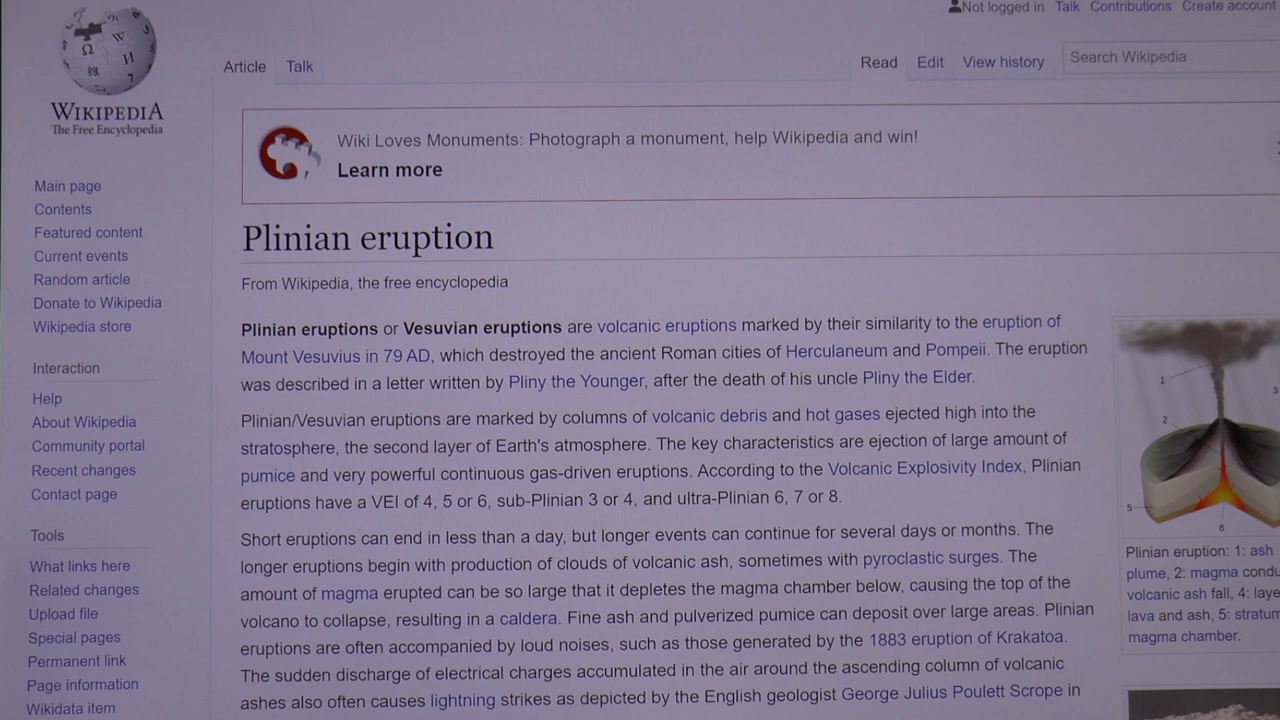 Not logged in Talk Contributions Create account
WIKIPEDIA
The Free Encyclopedia
Article Talk
Read Edit View history Search Wikipedia
Wiki Loves Monuments: Photograph a monument, help Wikipedia and win!
Learn more
Main page
Contents
Featured content
Current events
Random article
Donate to Wikipedia
Wikipedia store
Interaction
Help
About Wikipedia
Community portal
Recent changes
Contact page
Tools
What links here
Related changes
Upload file
Special pages
Permanent link
Page information
Wikidata item
Plinian eruption
From Wikipedia, the free encyclopedia
Plinian eruptions or Vesuvian eruptions are volcanic eruptions marked by their similarity to the eruption of
Mount Vesuvius in 79 AD, which destroyed the ancient Roman cities of Herculaneum and Pompeii. The eruption
was described in a letter written by Pliny the Younger, after the death of his uncle Pliny the Elder.
Plinian/Vesuvian eruptions are marked by columns of volcanic debris and hot gases ejected high into the
stratosphere, the second layer of Earth's atmosphere. The key characteristics are ejection of large amount of
pumice and very powerful continuous gas-driven eruptions. According to the Volcanic Explosivity Index, Plinian
eruptions have a VEI of 4, 5 or 6, sub-Plinian 3 or 4, and ultra-Plinian 6, 7 or 8.
Short eruptions can end in less than a day, but longer events can continue for several days or months. The
longer eruptions begin with production of clouds of volcanic ash, sometimes with pyroclastic surges. The
amount of magma erupted can be so large that it depletes the magma chamber below, causing the top of the
volcano to collapse, resulting in a caldera. Fine ash and pulverized pumice can deposit over large areas. Plinian
eruptions are often accompanied by loud noises, such as those generated by the 1883 eruption of Krakatoa.
The sudden discharge of electrical charges accumulated in the air around the ascending column of volcanic
ashes also often causes lightning strikes as depicted by the English geologist George Julius Poulett Scrope in
1
3
2
5
6
Plinian eruption: 1: ash
plume, 2: magma
volcanic ash fall, 4:
lava and ash, 5:
magma chamber.